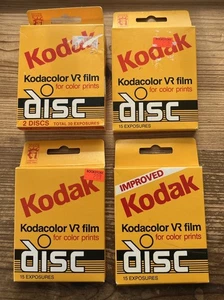 Kodak
Kodacolor VR film
for color prints
disc
2 DISCS TOTAL 30 EXPOSURES
Kodak
Kodacolor VR film
for color prints
disc
15 EXPOSURES
Kodak
Kodacolor VR film
for color prints
disc
15 EXPOSURES
IMPROVED
Kodak
Kodacolor VR film
for color prints
disc
15 EXPOSURES